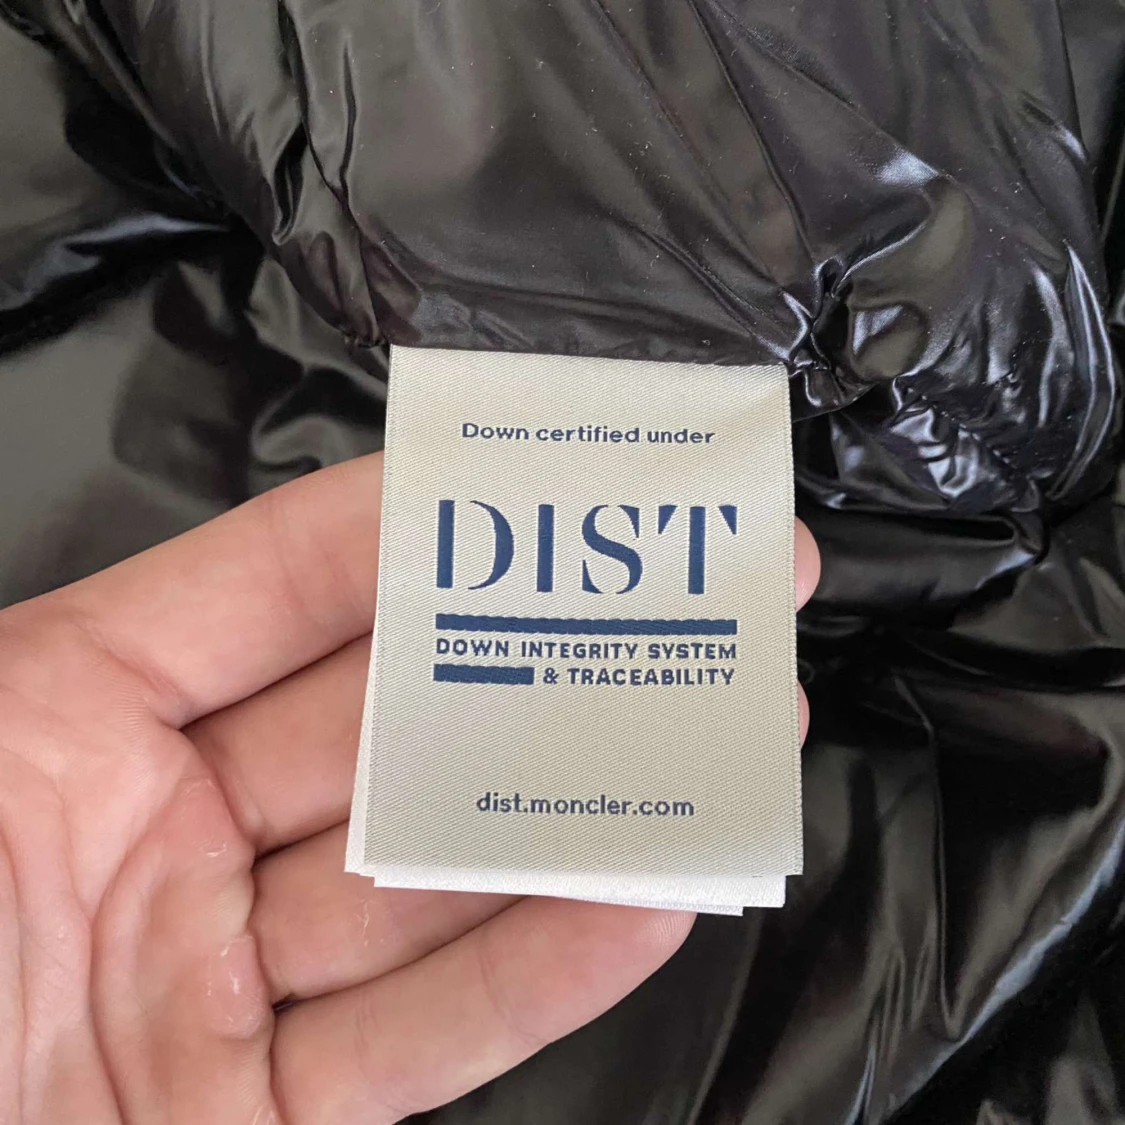 Down certified under
DIST
DOWN INTEGRITY SYSTEM
& TRACEABILITY
dist.moncler.com